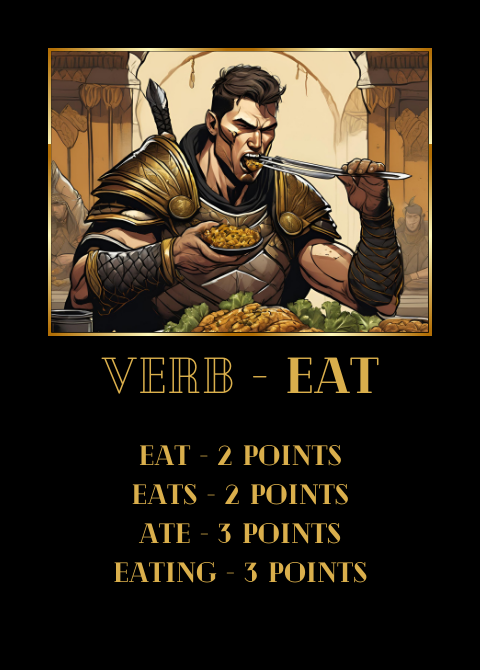 VERB - EAT
EAT - 2 POINTS
EATS - 2 POINTS
ATE - 3 POINTS
EATING - 3 POINTS